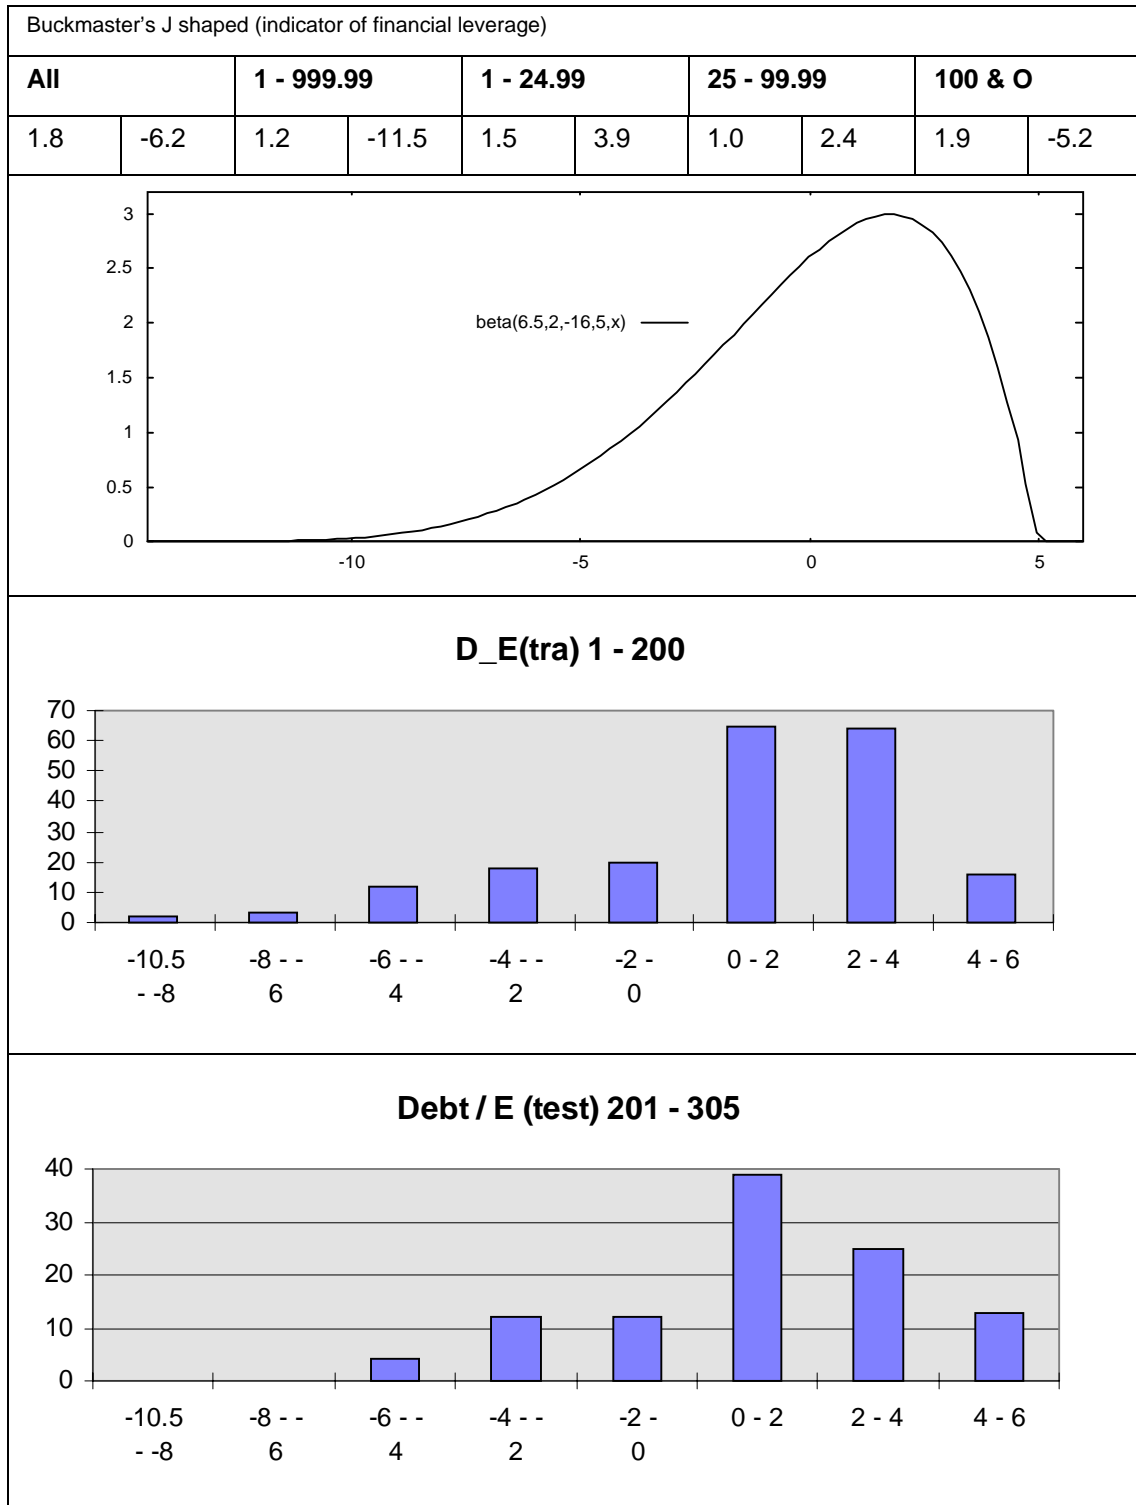 Buckmaster's J shaped (indicator of financial leverage)
All 1 - 999.99 1 - 24.99 25 - 99.99 100 & O
1.8 -6.2 1.2 -11.5 1.5 3.9 1.0 2.4 1.9 -5.2
3
2.5
2
beta(6.5,2,-16,5,x)
1.5
1
0.5
0
-10 -5 0 5
D_E(tra) 1 - 200
70
60
50
40
30
20
10
0
-10.5 -8 - - -6 - - -4 - - -2 - 0 - 2 2 - 4 4 - 6
- -8 6 4 2 0
Debt / E (test) 201 - 305
40
30
20
10
0
-10.5 -8 - - -6 - - -4 - - -2 - 0 - 2 2 - 4 4 - 6
- -8 6 4 2 0